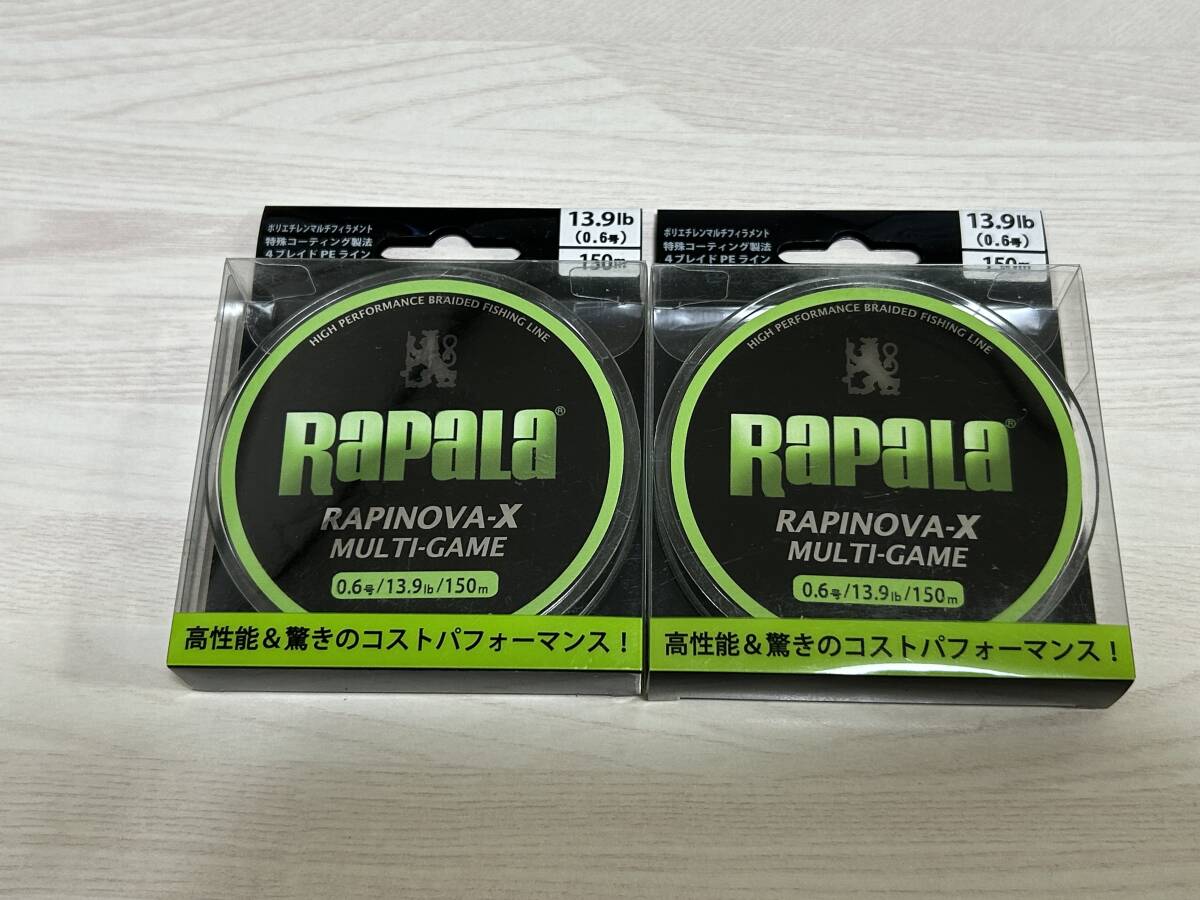 ポリエチレンマルチフィラメント
特殊コーティング製法
4ブレイドPEライン
13.9lb
(0.6号)
150m
HIGH PERFORMANCE BRAIDED FISHING LINE
RAPALA®
RAPINOVA-X
MULTI-GAME
0.6号/13.9lb/150m
高性能&驚きのコストパフォーマンス!
ポリエチレンマルチフィラメント
特殊コーティング製法
4ブレイドPEライン
13.9lb
(0.6号)
150m
HIGH PERFORMANCE BRAIDED FISHING LINE
RAPALA®
RAPINOVA-X
MULTI-GAME
0.6号/13.9lb/150m
高性能&驚きのコストパフォーマンス!